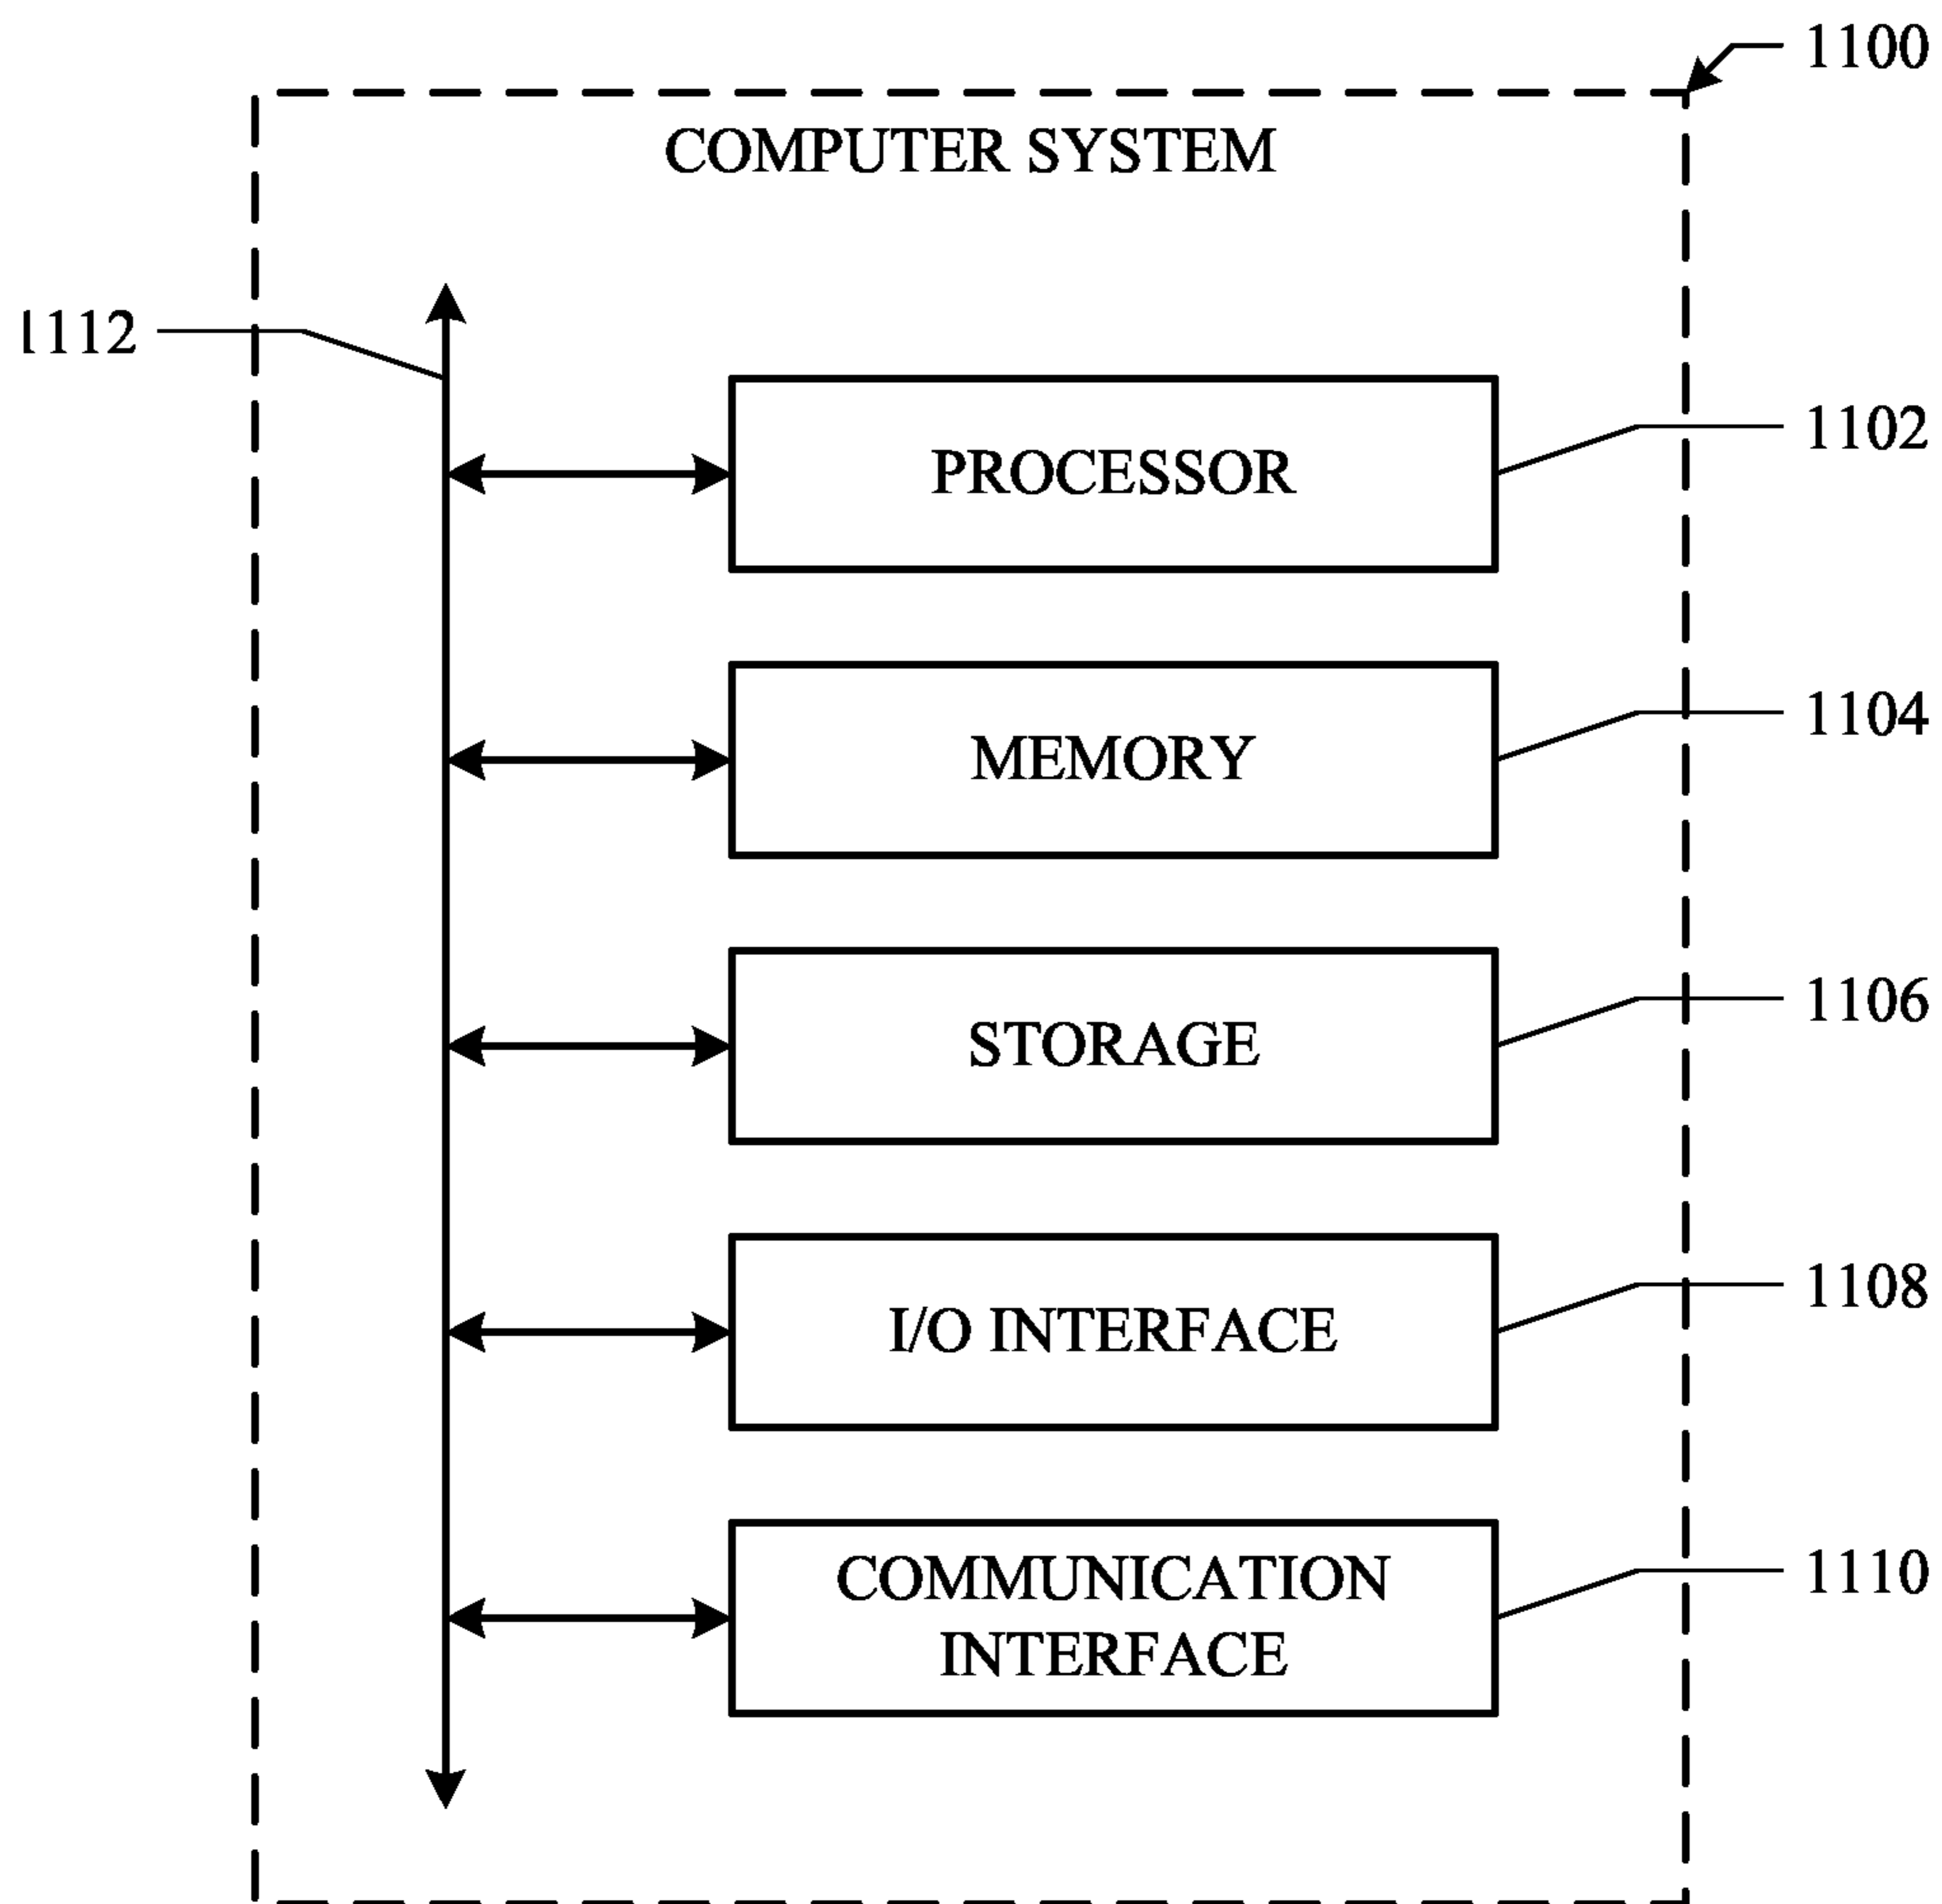 1100
COMPUTER SYSTEM
1112
PROCESSOR
1102
MEMORY
1104
STORAGE
1106
I/O INTERFACE
1108
COMMUNICATION
INTERFACE
1110